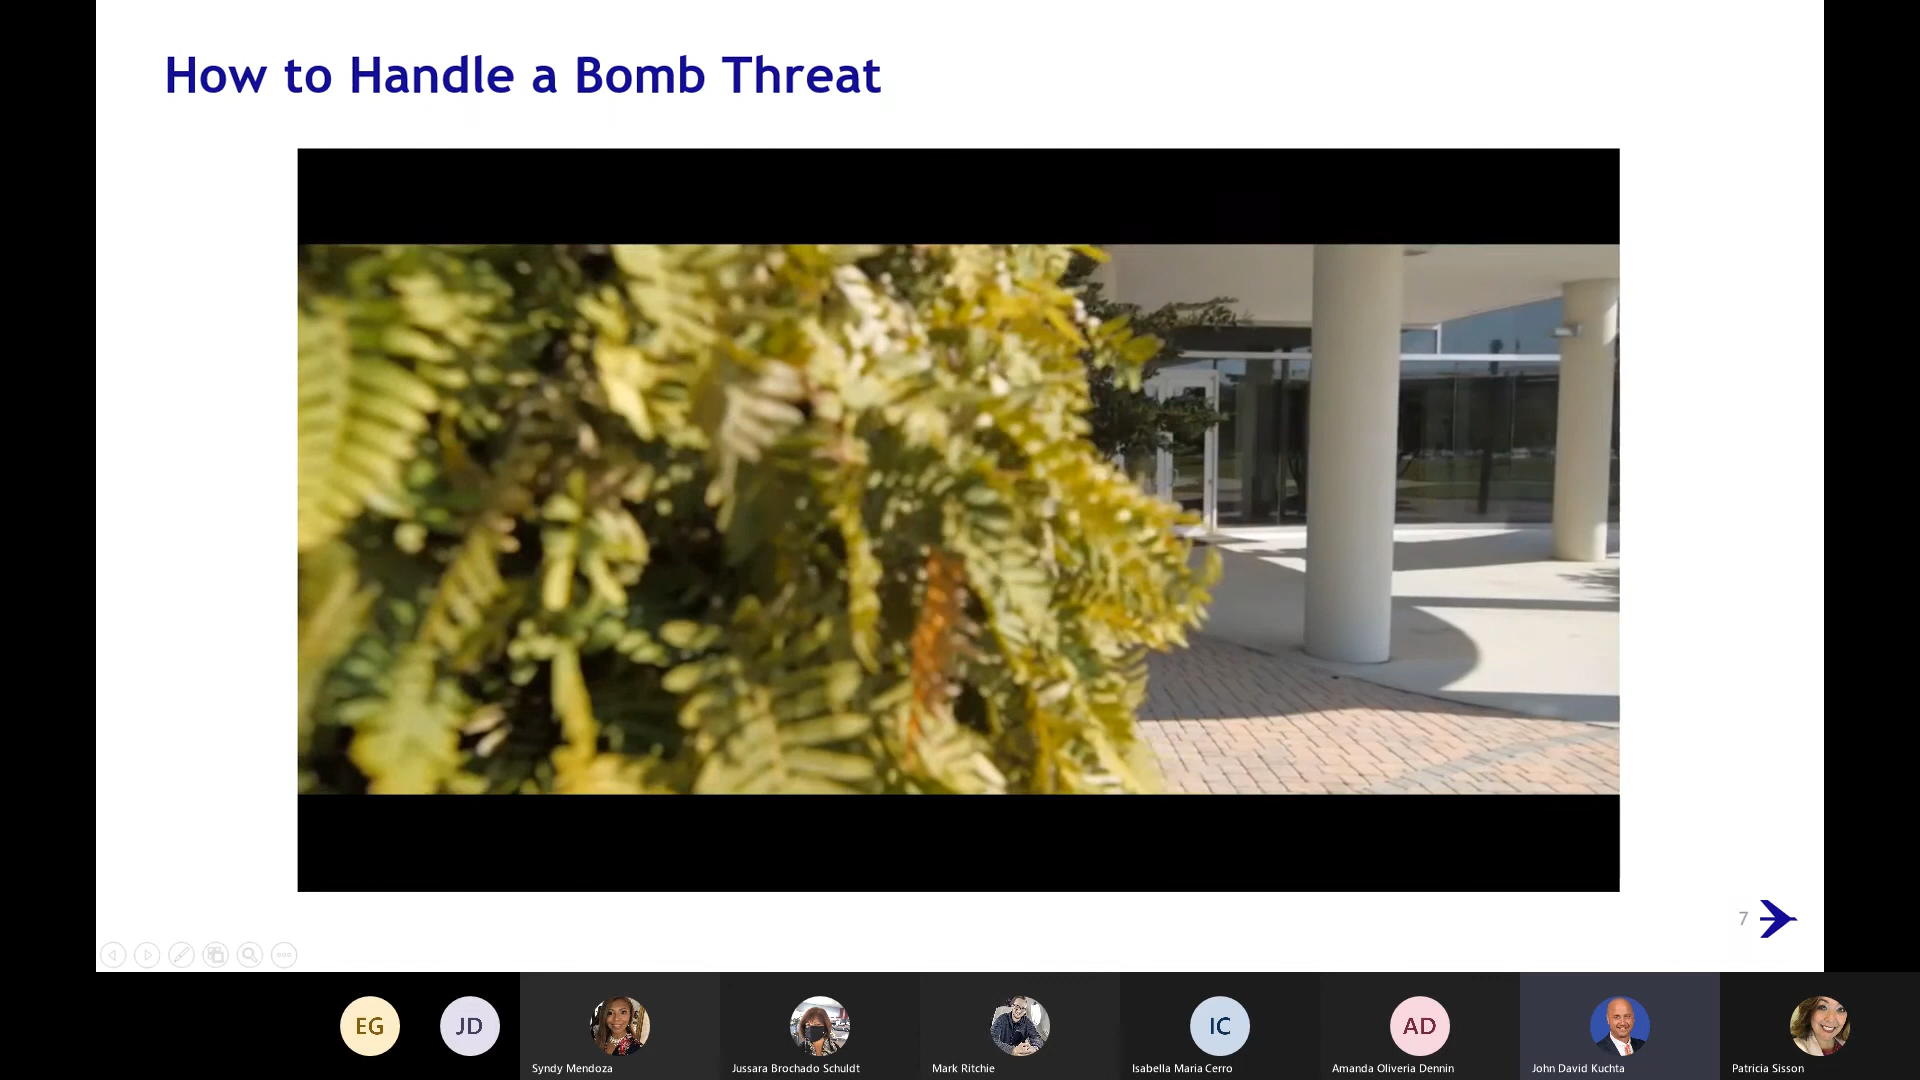 How to Handle a Bomb Threat
7
EG
JD
IC
AD
Syndy Mendoza
Jussara Brochado Schuldt
Mark Ritchie
Isabella Maria Cerro
Amanda Oliveria Dennin
John David Kuchta
Patricia Sisson